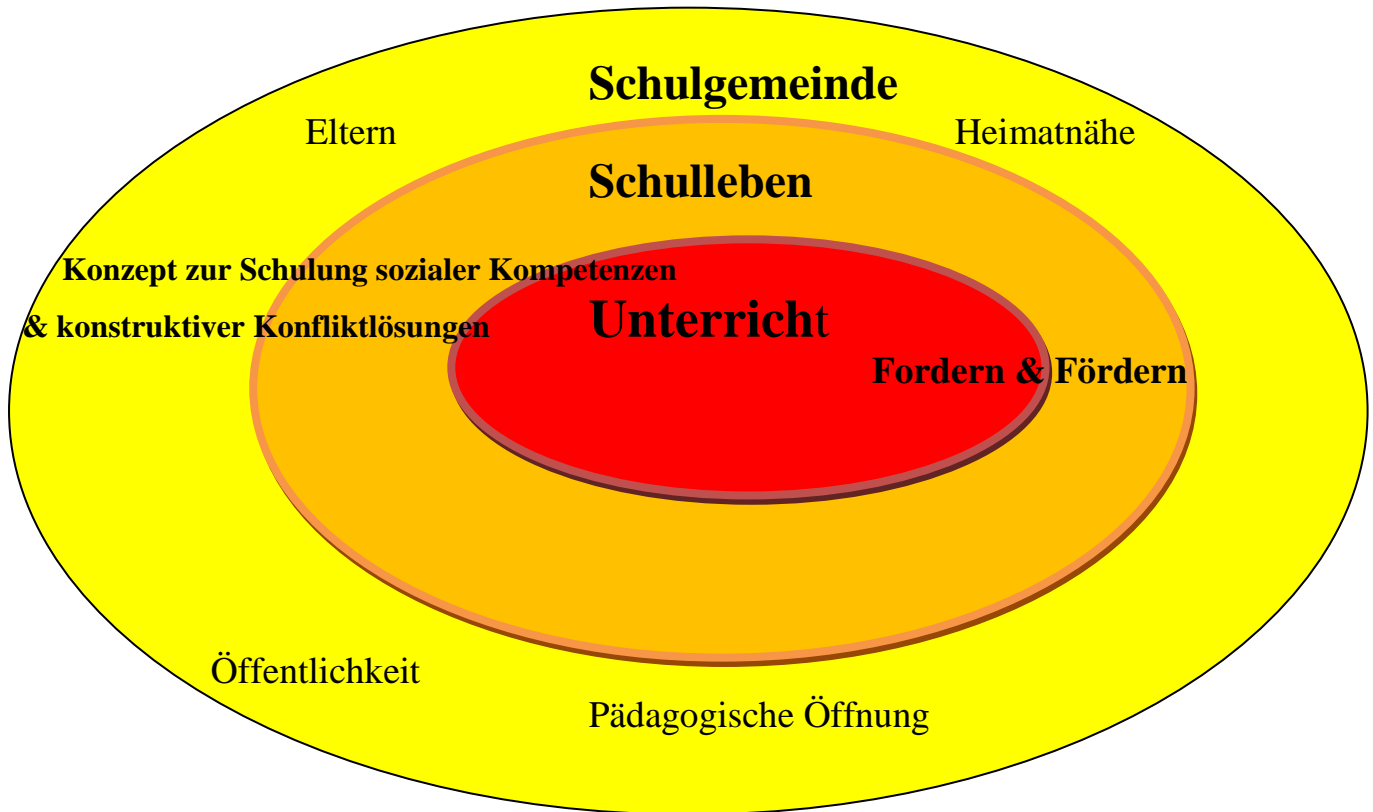 Schulgemeinde
Eltern
Heimatnähe
Schulleben
Konzept zur Schulung sozialer Kompetenzen
& konstruktiver Konfliktlösungen
Unterricht
Fordern & Fördern
Öffentlichkeit
Pädagogische Öffnung